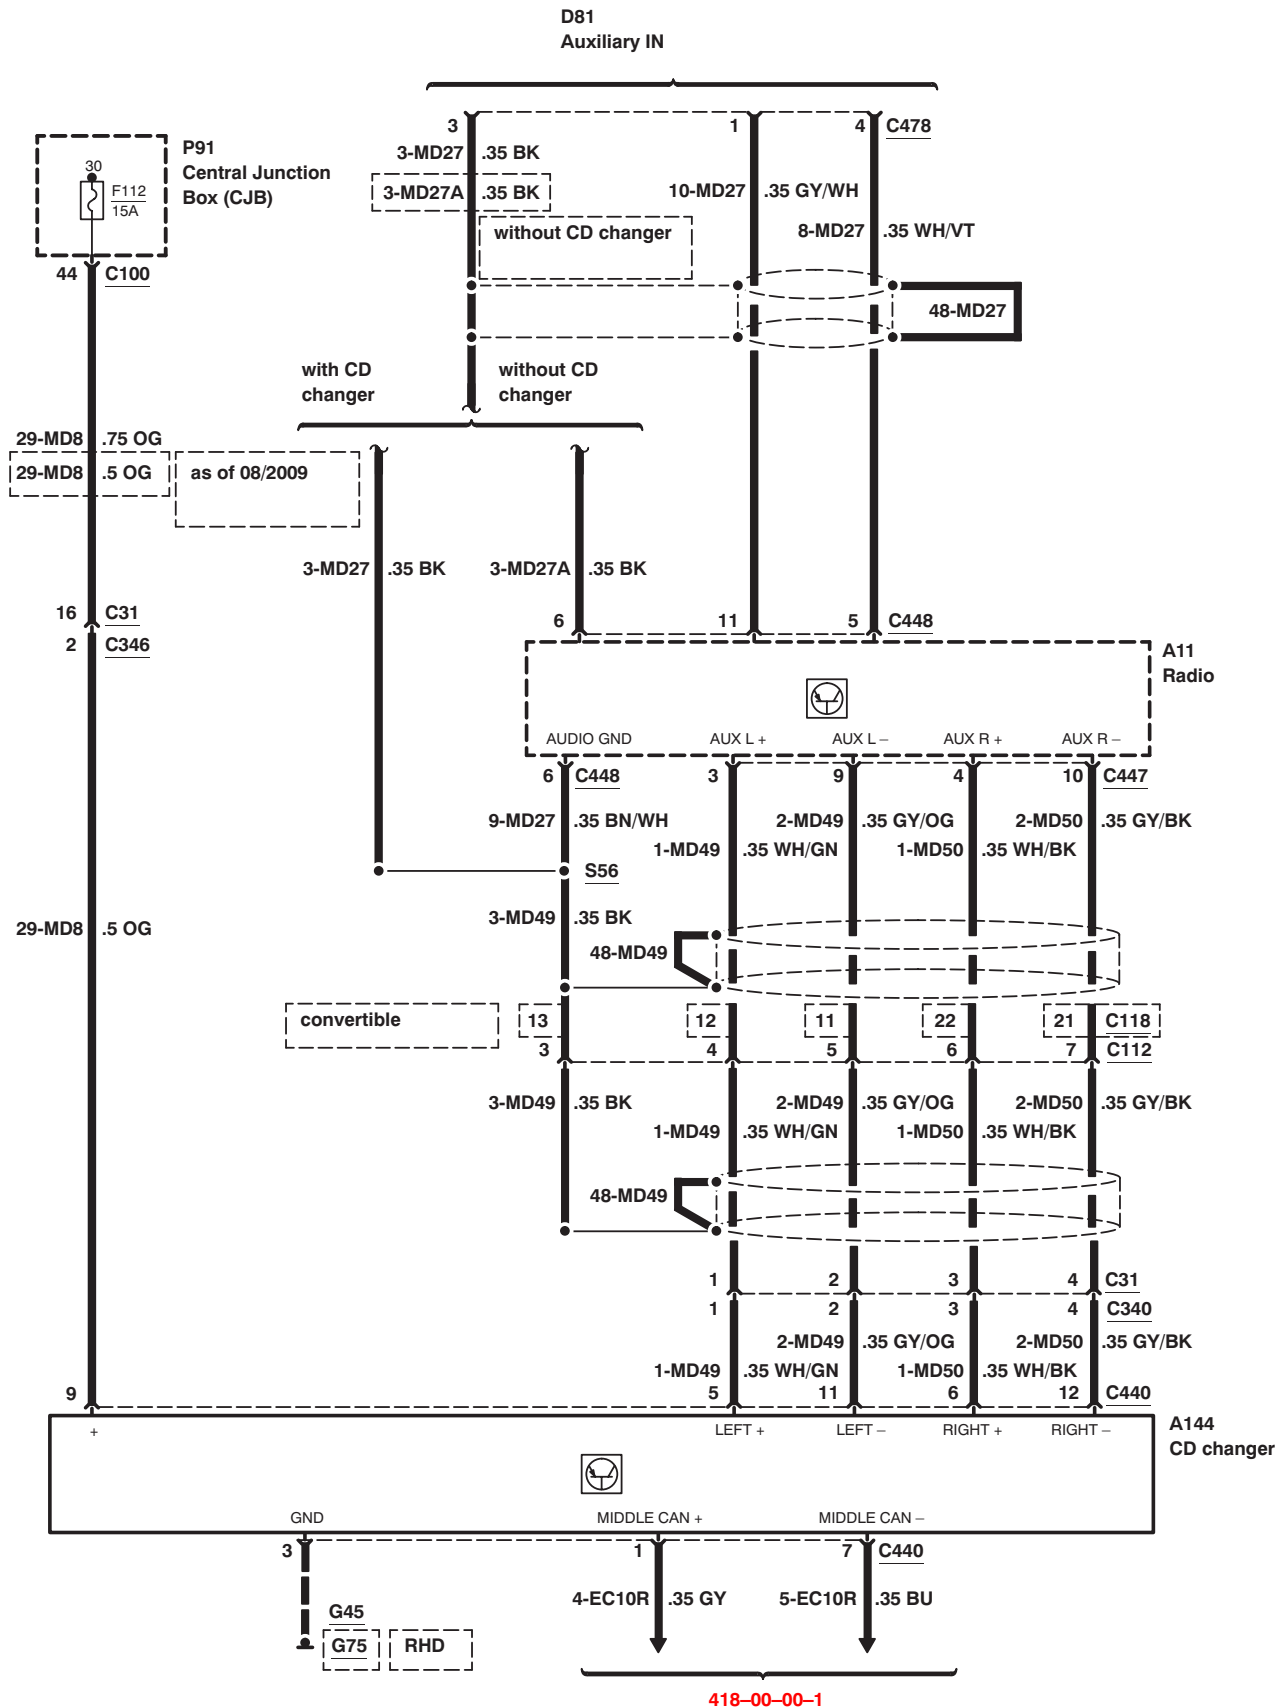 D81
Auxiliary IN
3 1 4 C478
P91
Central Junction
Box (CJB)
30
F112
15A
3-MD27 .35 BK
3-MD27A .35 BK
10-MD27 .35 GY/WH
without CD changer
8-MD27 .35 WH/VT
44 C100
48-MD27
with CD
changer
without CD
changer
29-MD8 .75 OG
29-MD8 .5 OG
as of 08/2009
3-MD27 .35 BK
3-MD27A .35 BK
16 C31
2 C346
6 11 5 C448
A11
Radio
AUDIO GND AUX L + AUX L – AUX R + AUX R –
6 C448 3 9 4 10 C447
9-MD27 .35 BN/WH 2-MD49 .35 GY/OG 2-MD50 .35 GY/BK
1-MD49 .35 WH/GN 1-MD50 .35 WH/BK
S56
3-MD49 .35 BK
29-MD8 .5 OG
48-MD49
convertible
13 12 11 22 21 C118
3 4 5 6 7 C112
3-MD49 .35 BK 2-MD49 .35 GY/OG 2-MD50 .35 GY/BK
1-MD49 .35 WH/GN 1-MD50 .35 WH/BK
48-MD49
1 2 3 4 C31
1 2 3 4 C340
2-MD49 .35 GY/OG 2-MD50 .35 GY/BK
1-MD49 .35 WH/GN 1-MD50 .35 WH/BK
9 5 11 6 12 C440
A144
CD changer
+ LEFT + LEFT – RIGHT + RIGHT –
GND MIDDLE CAN + MIDDLE CAN –
3 1 7 C440
4-EC10R .35 GY 5-EC10R .35 BU
G45
G75 RHD
418–00–00–1